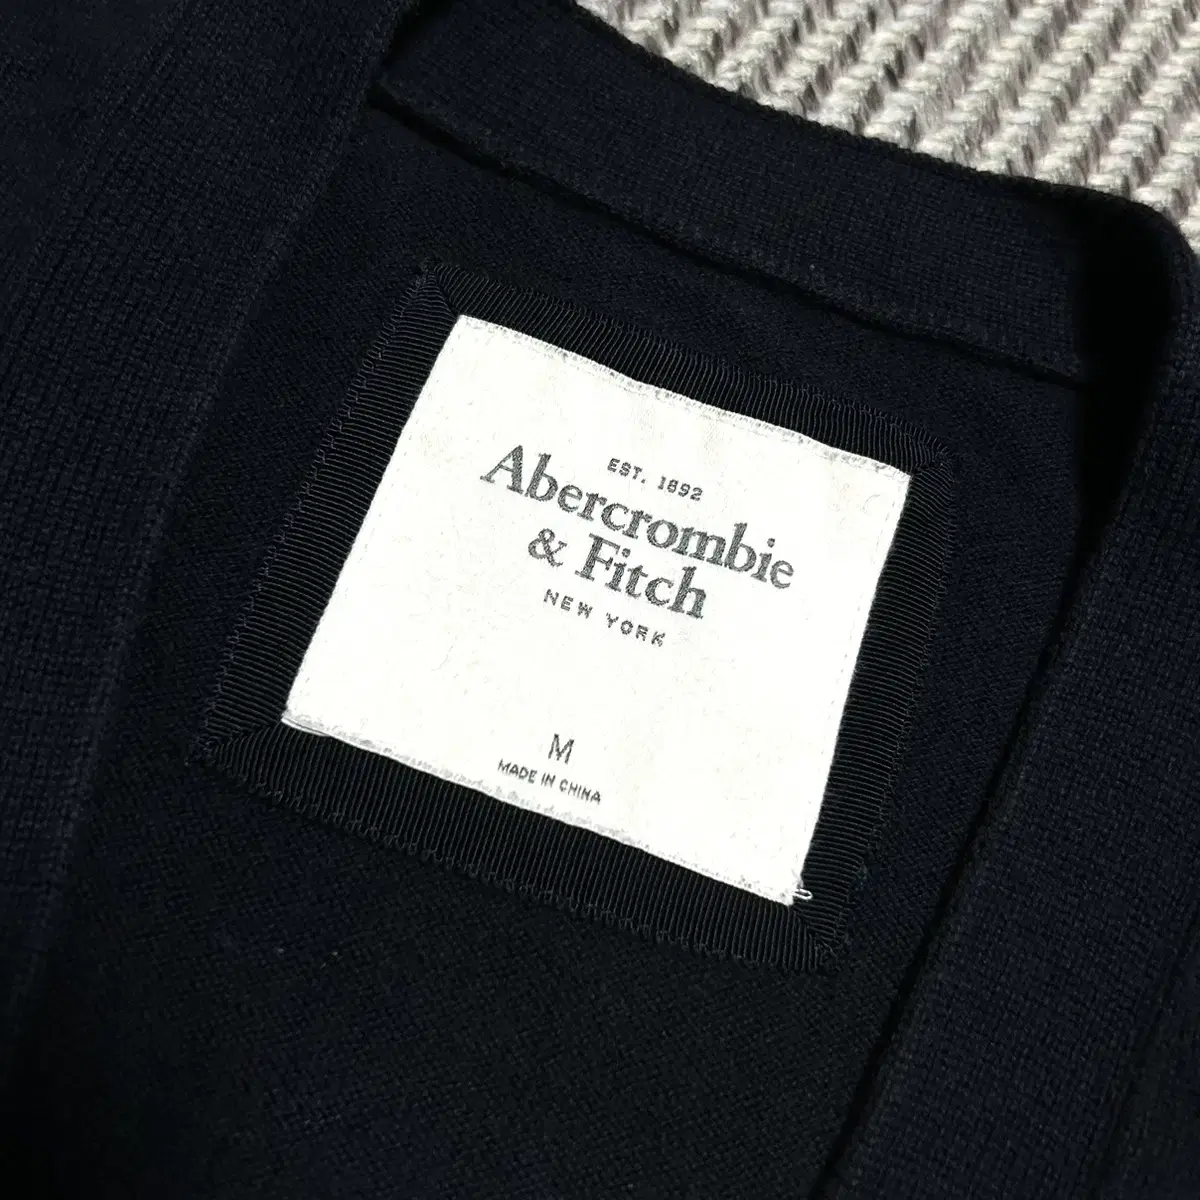 EST. 1892
Abercrombie
& Fitch
NEW YORK
M
MADE IN CHINA